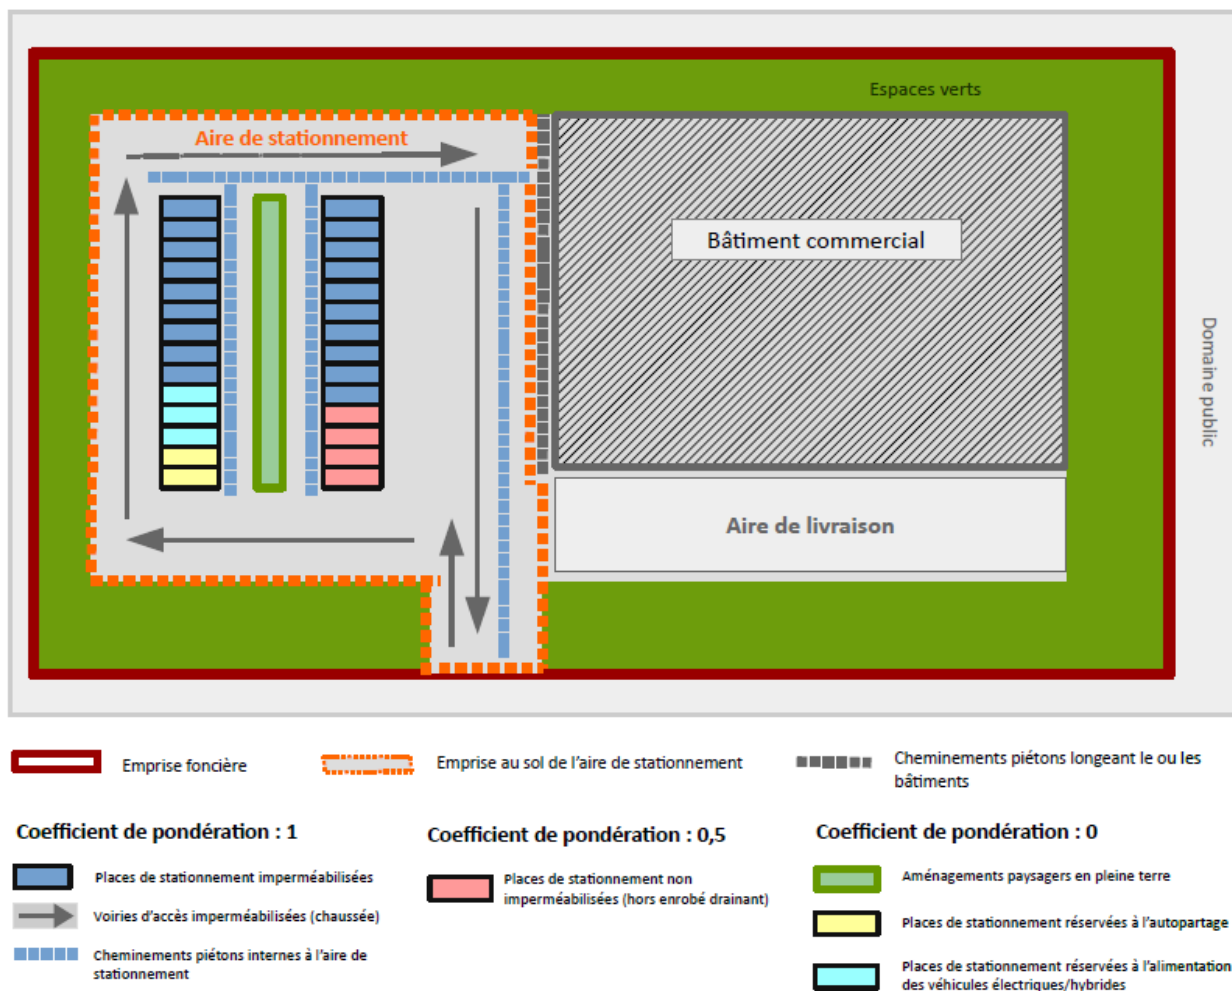 Espaces verts
Aire de stationnement
Bâtiment commercial
Domaine public
Aire de livraison
Emprise foncière
Emprise au sol de l'aire de stationnement
Cheminements piétons longeant le ou les
bâtiments
Coefficient de pondération : 1
Coefficient de pondération : 0,5
Coefficient de pondération : 0
Places de stationnement imperméabilisées
Voiries d'accès imperméabilisées (chaussée)
Cheminements piétons internes à l'aire de
stationnement
Places de stationnement non
imperméabilisées (hors enrobé drainant)
Aménagements paysagers en pleine terre
Places de stationnement réservées à l'autopartage
Places de stationnement réservées à l'alimentation
des véhicules électriques/hybrides